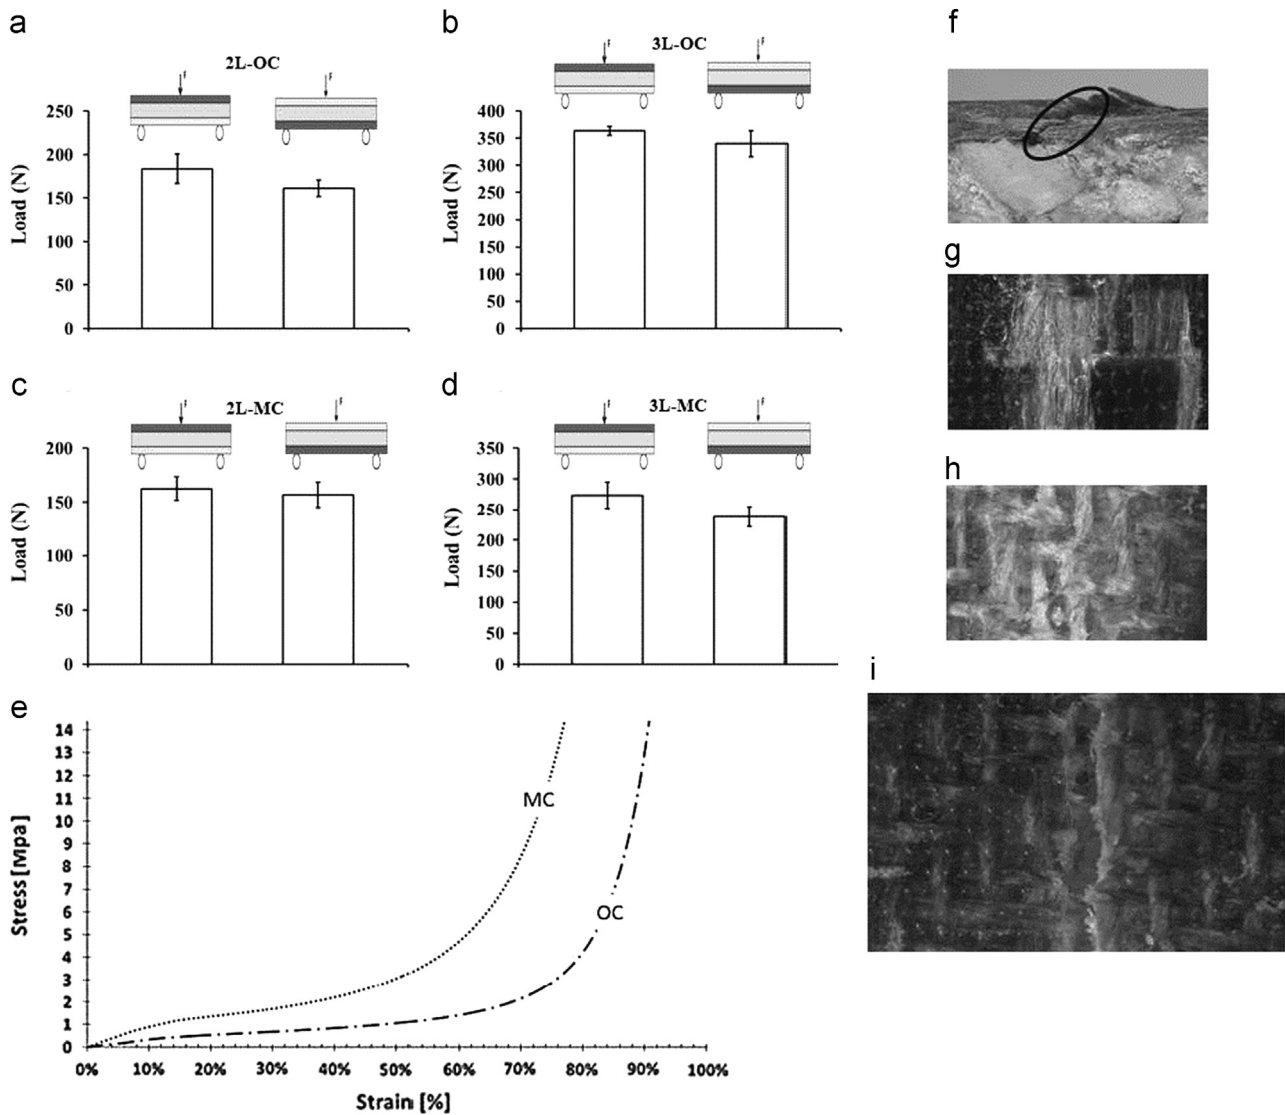 a
2L-OC
F
F
Load (N)
250
200
150
100
50
0
b
3L-OC
F
F
Load (N)
400
350
300
250
200
150
100
50
0
c
2L-MC
F
F
Load (N)
200
150
100
50
0
d
3L-MC
F
F
Load (N)
350
300
250
200
150
100
50
0
e
Stress [Mpa]
14
13
12
11
10
9
8
7
6
5
4
3
2
1
0
MC
OC
0% 10% 20% 30% 40% 50% 60% 70% 80% 90% 100%
Strain [%]
f
g
h
i